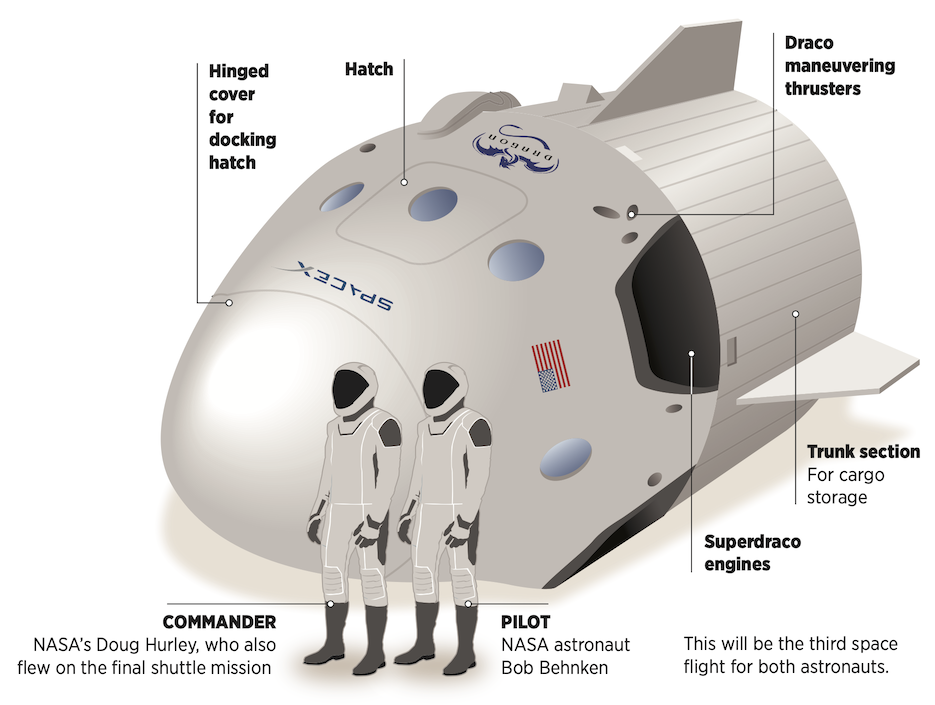 Hinged
cover
for
docking
hatch
Hatch
Draco
maneuvering
thrusters
DRAGON
SPACEX
Trunk section
For cargo
storage
Superdraco
engines
COMMANDER
NASA’s Doug Hurley, who also
flew on the final shuttle mission
PILOT
NASA astronaut
Bob Behnken
This will be the third space
flight for both astronauts.